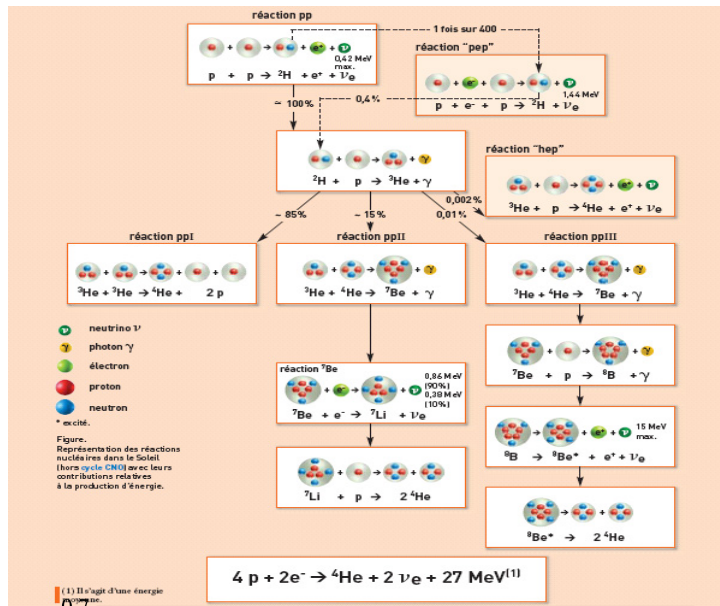 réaction pp
1 fois sur 400
+ → + e⁺ + ν
0,42 MeV
max.
p + p → ²H + e⁺ + νe
réaction "pep"
+ e⁻ + → + ν
1,44 MeV
p + e⁻ + p → ²H + νe
~ 100%
0,4%
+ → + γ
²H + p → ³He + γ
réaction "hep"
+ → + e⁺ + ν
³He + p → ⁴He + e⁺ + νe
0,002%
~ 85%
~ 15%
0,01%
réaction ppI
+ → + +
³He + ³He → ⁴He + 2 p
réaction ppII
+ → + γ
³He + ⁴He → ⁷Be + γ
réaction ppIII
+ → + γ
³He + ⁴He → ⁷Be + γ
neutrino ν
photon γ
électron
proton
neutron
* excité.
Figure.
Représentation des réactions
nucléaires dans le Soleil
(hors cycle CNO) avec leurs
contributions relatives
à la production d'énergie.
réaction ⁷Be
+ e⁻ → + ν
0,86 MeV
(90%)
0,38 MeV
(10%)
⁷Be + e⁻ → ⁷Li + νe
+ → +
⁷Li + p → 2 ⁴He
+ → + γ
⁷Be + p → ⁸B + γ
→ + e⁺ + ν
15 MeV
max.
⁸B → ⁸Be* + e⁺ + νe
→ +
⁸Be* → 2 ⁴He
4 p + 2e⁻ → ⁴He + 2 νe + 27 MeV(1)
(1) Il s'agit d'une énergie
moyenne.